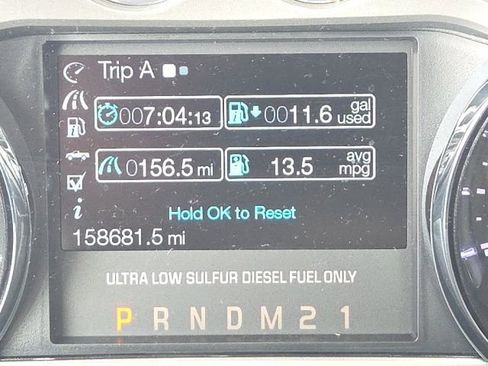 Trip A
007:04:13 0011.6 gal used
0156.5 mi 13.5 avg mpg
i Hold OK to Reset
158681.5 mi
ULTRA LOW SULFUR DIESEL FUEL ONLY
P R N D M 2 1